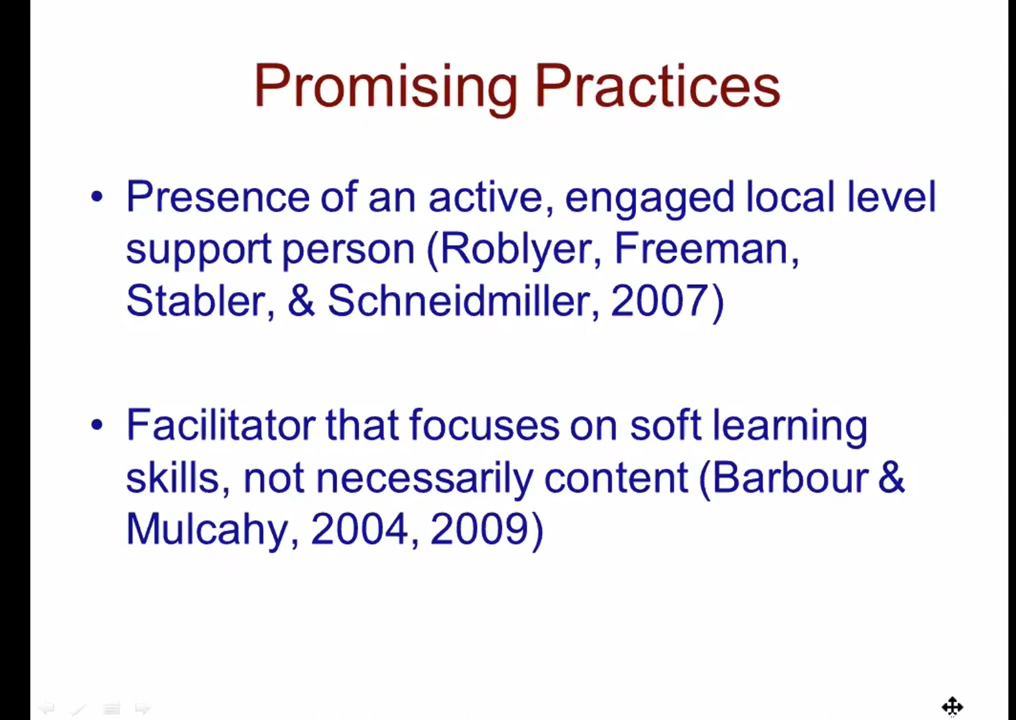 Promising Practices
• Presence of an active, engaged local level
support person (Roblyer, Freeman,
Stabler, & Schneidmiller, 2007)
• Facilitator that focuses on soft learning
skills, not necessarily content (Barbour &
Mulcahy, 2004, 2009)